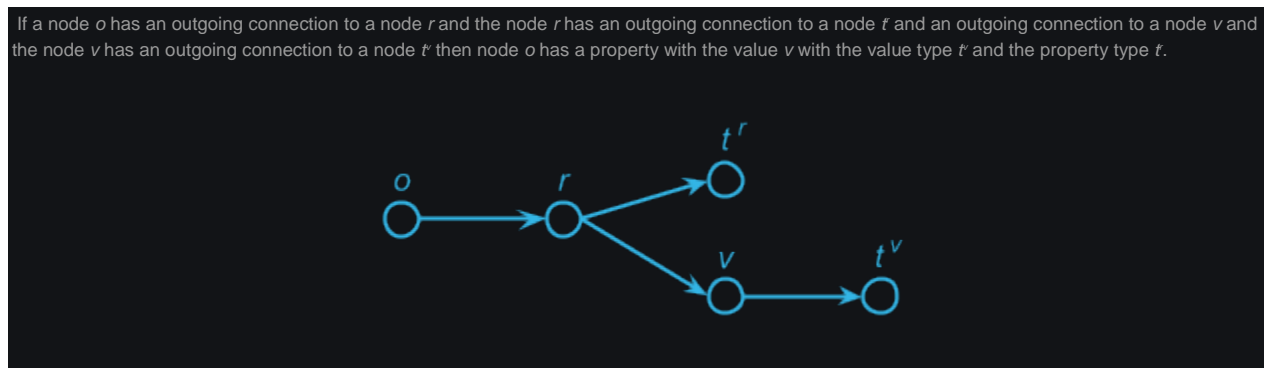 If a node o has an outgoing connection to a node r and the node r has an outgoing connection to a node tʳ and an outgoing connection to a node v and
the node v has an outgoing connection to a node tᵛ then node o has a property with the value v with the value type tᵛ and the property type tʳ.
tʳ
o
r
v
tᵛ